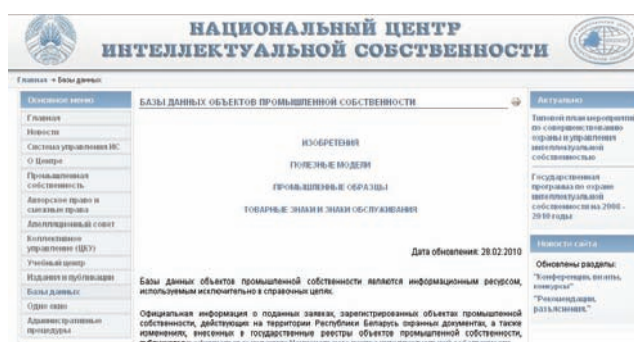 НАЦИОНАЛЬНЫЙ ЦЕНТР
ИНТЕЛЛЕКТУАЛЬНОЙ СОБСТВЕННОСТИ
Главная → Базы данных
Основное меню
Главная
Новости
Система управления ИС
О Центре
Промышленная
собственность
Авторское право и
смежные права
Апелляционный совет
Коллективное
управление (ЦКУ)
Учебный центр
Издания и публикации
Базы данных
Одно окно
Административные
процедуры
БАЗЫ ДАННЫХ ОБЪЕКТОВ ПРОМЫШЛЕННОЙ СОБСТВЕННОСТИ
ИЗОБРЕТЕНИЯ
ПОЛЕЗНЫЕ МОДЕЛИ
ПРОМЫШЛЕННЫЕ ОБРАЗЦЫ
ТОВАРНЫЕ ЗНАКИ И ЗНАКИ ОБСЛУЖИВАНИЯ
Дата обновления: 28.02.2010
Базы данных объектов промышленной собственности являются информационным ресурсом,
используемым исключительно в справочных целях.
Официальная информация о поданных заявках, зарегистрированных объектах промышленной
собственности, действующих на территории Республики Беларусь охранных документах, а также
изменениях, внесенных в государственные реестры объектов промышленной собственности,
Актуально
Типовой план мероприятий
по совершенствованию
охраны и управления
интеллектуальной
собственностью
Государственная
программа по охране
интеллектуальной
собственности на 2008 -
2010 годы
Новости сайта
Обновлены разделы:
"Конференции, визиты,
конкурсы"
"Рекомендации,
разъяснения."